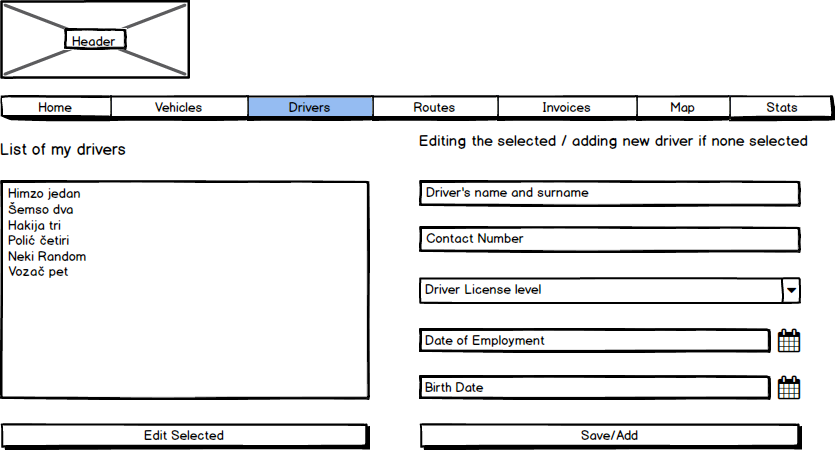 Header
Home Vehicles Drivers Routes Invoices Map Stats
List of my drivers
Himzo jedan
Šemso dva
Hakija tri
Polić četiri
Neki Random
Vozač pet
Edit Selected
Editing the selected / adding new driver if none selected
Driver's name and surname
Contact Number
Driver License level
Date of Employment
Birth Date
Save/Add